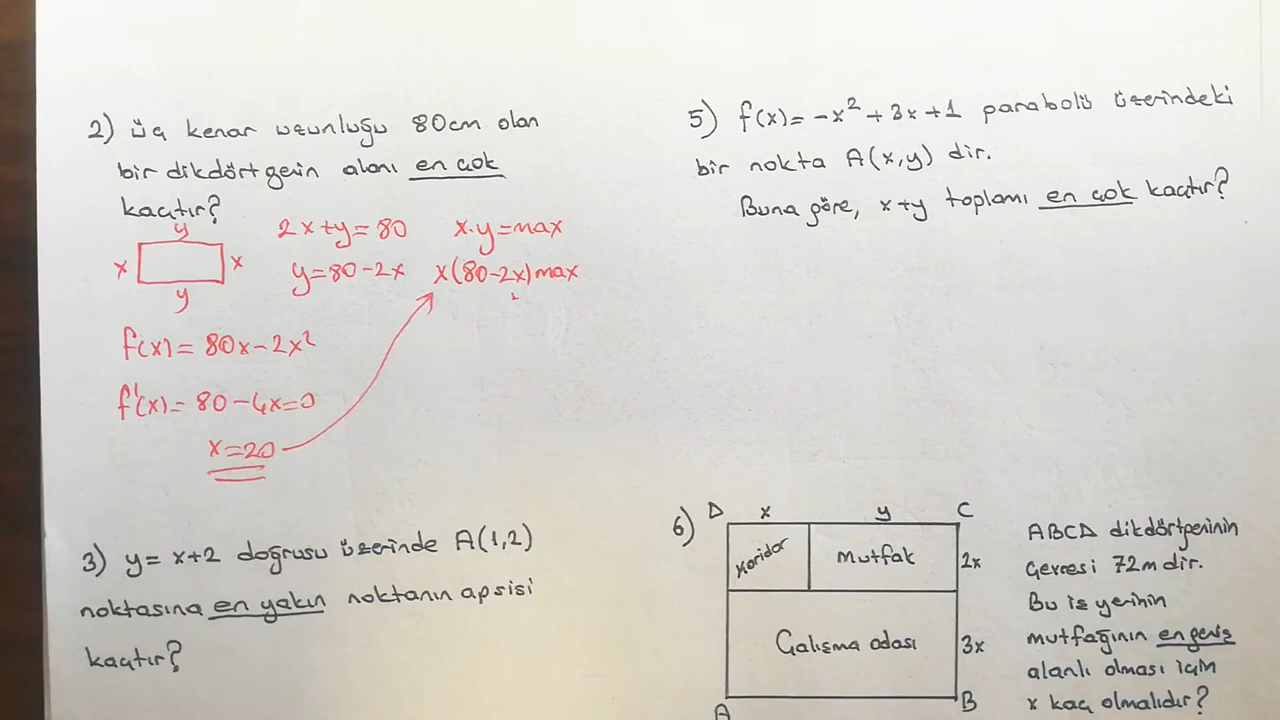 2) üç kenar uzunluğu 80cm olan
bir dikdörtgenin alanı en çok
kaçtır?
y
x
x
y
2x+y=80
x.y=max
y=80-2x
x(80-2x)max
f(x)=80x-2x²
f'(x)=80-4x=0
x=20
3) y=x+2 doğrusu üzerinde A(1,2)
noktasına en yakın noktanın apsisi
kaçtır?
5) f(x)=-x²+3x+1 parabolü üzerindeki
bir nokta A(x,y) dir.
Buna göre, x+y toplamı en çok kaçtır?
6)
D x y C
Koridor
Mutfak
2x
Çalışma odası
3x
A
B
ABCD dikdörtgeninin
Çevresi 72m dir.
Bu iş yerinin
mutfağının en geniş
alanlı olması için
x kaç olmalıdır?